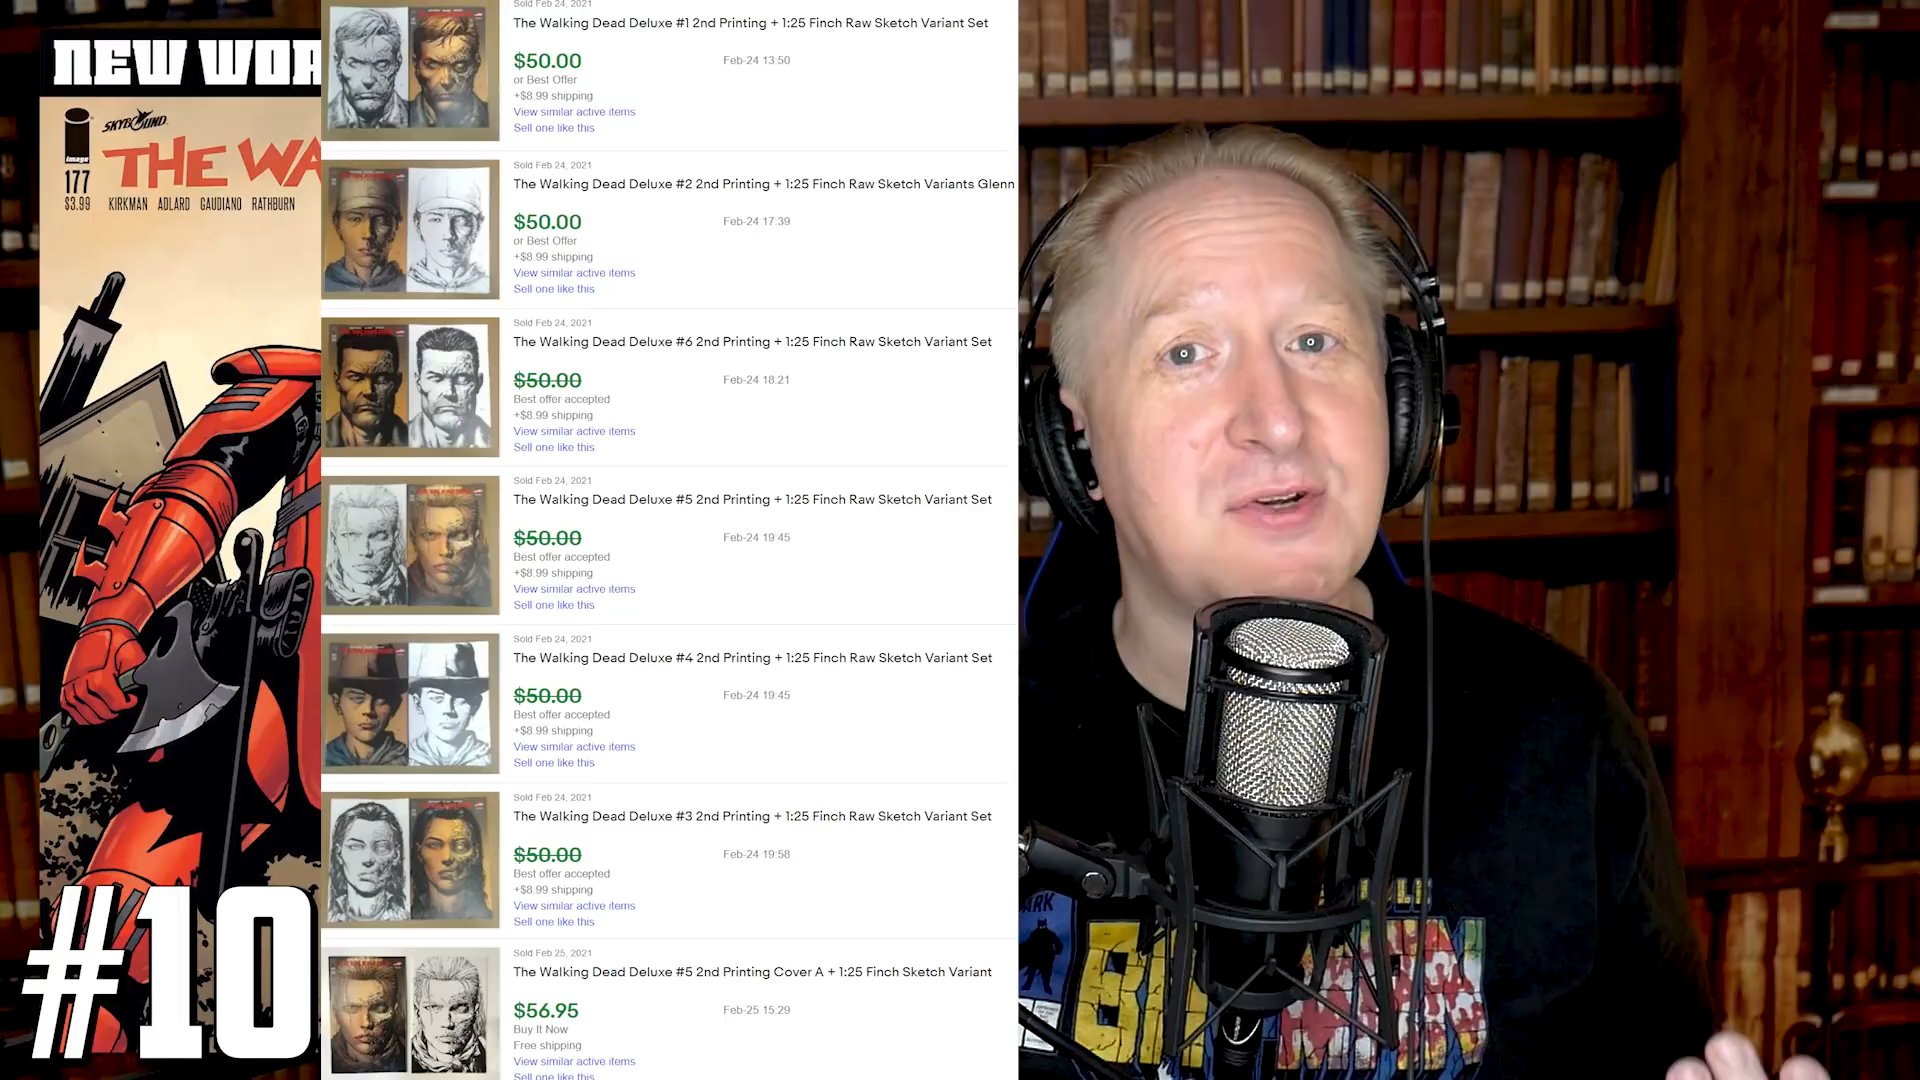 NEW WOR
SKYBOUND
image
THE WA
177
$3.99
KIRKMAN ADLARD GAUDIANO RATHBURN
#10
Sold Feb 24, 2021
The Walking Dead Deluxe #1 2nd Printing + 1:25 Finch Raw Sketch Variant Set
$50.00
Feb-24 13:50
or Best Offer
+$8.99 shipping
View similar active items
Sell one like this
Sold Feb 24, 2021
The Walking Dead Deluxe #2 2nd Printing + 1:25 Finch Raw Sketch Variants Glenn
$50.00
Feb-24 17:39
or Best Offer
+$8.99 shipping
View similar active items
Sell one like this
Sold Feb 24, 2021
The Walking Dead Deluxe #6 2nd Printing + 1:25 Finch Raw Sketch Variant Set
$50.00
Feb-24 18:21
Best offer accepted
+$8.99 shipping
View similar active items
Sell one like this
Sold Feb 24, 2021
The Walking Dead Deluxe #5 2nd Printing + 1:25 Finch Raw Sketch Variant Set
$50.00
Feb-24 19:45
Best offer accepted
+$8.99 shipping
View similar active items
Sell one like this
Sold Feb 24, 2021
The Walking Dead Deluxe #4 2nd Printing + 1:25 Finch Raw Sketch Variant Set
$50.00
Feb-24 19:45
Best offer accepted
+$8.99 shipping
View similar active items
Sell one like this
Sold Feb 24, 2021
The Walking Dead Deluxe #3 2nd Printing + 1:25 Finch Raw Sketch Variant Set
$50.00
Feb-24 19:58
Best offer accepted
+$8.99 shipping
View similar active items
Sell one like this
Sold Feb 25, 2021
The Walking Dead Deluxe #5 2nd Printing Cover A + 1:25 Finch Sketch Variant
$56.95
Feb-25 15:29
Buy It Now
Free shipping
View similar active items
Sell one like this